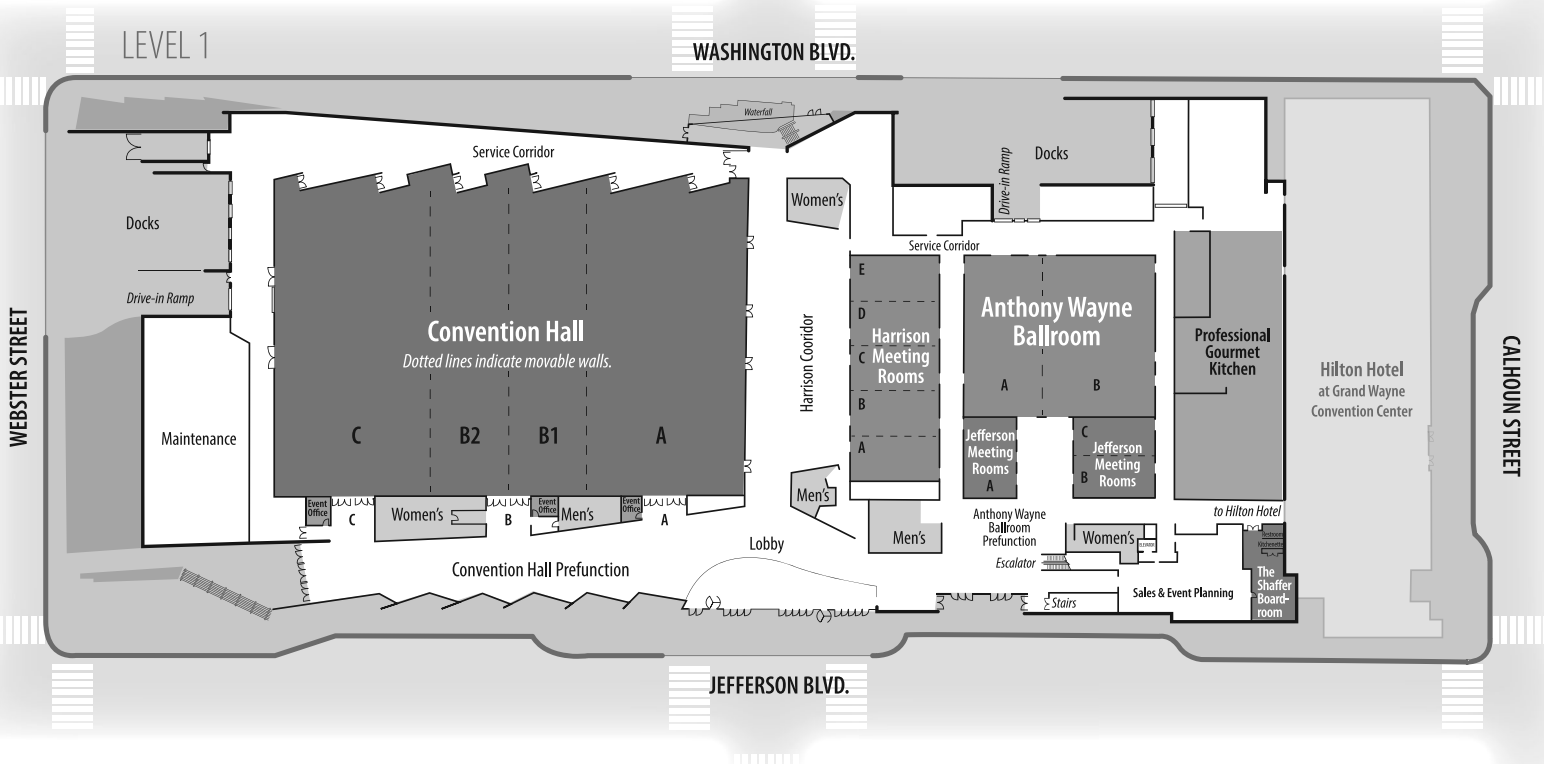 LEVEL 1
WASHINGTON BLVD.
Waterfall
Service Corridor
Docks
Drive-in Ramp
Women's
Docks
Service Corridor
Drive-in Ramp
WEBSTER STREET
CALHOUN STREET
Convention Hall
Dotted lines indicate movable walls.
C
B2
B1
A
Harrison Cooridor
E
D
C
B
A
Harrison
Meeting
Rooms
Anthony Wayne
Ballroom
A
B
Professional
Gourmet
Kitchen
Hilton Hotel
at Grand Wayne
Convention Center
Maintenance
Jefferson
Meeting
Rooms
A
C
B
Jefferson
Meeting
Rooms
Event
Office
C
Women's
B
Event
Office
Men's
Event
Office
A
Men's
Men's
Anthony Wayne
Ballroom
Prefunction
to Hilton Hotel
Women's
ELEVATOR
Restroom
Kitchenette
Lobby
Convention Hall Prefunction
Escalator
Stairs
Sales & Event Planning
The
Shaffer
Board-
room
JEFFERSON BLVD.